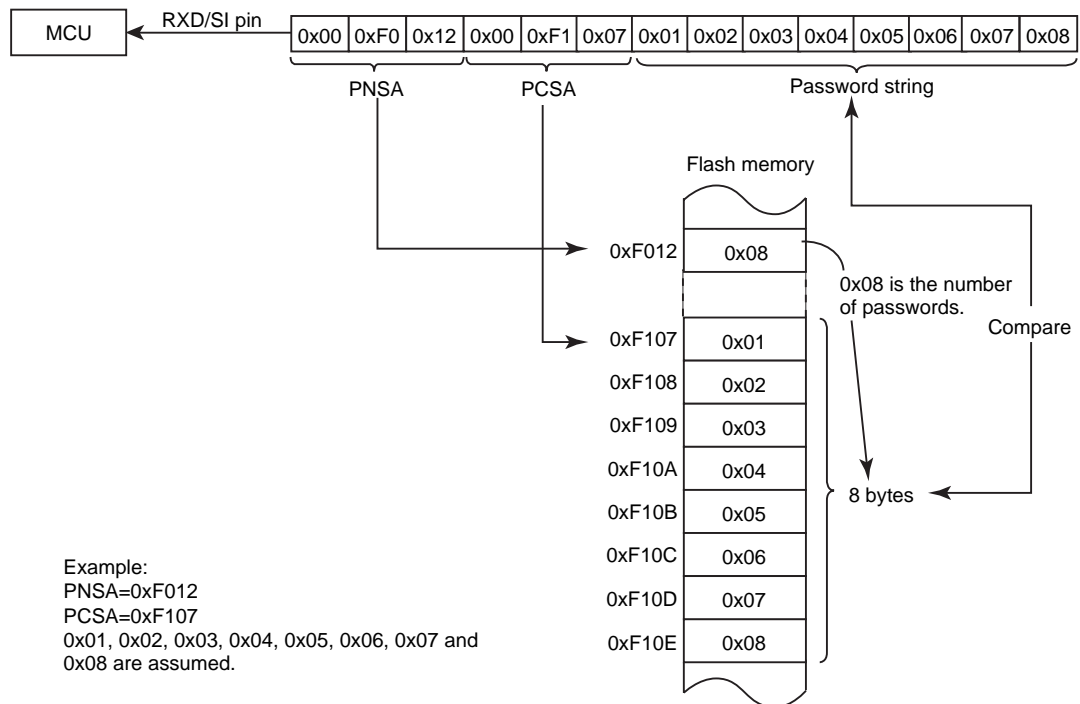 MCU
RXD/SI pin
0x00 0xF0 0x12 0x00 0xF1 0x07 0x01 0x02 0x03 0x04 0x05 0x06 0x07 0x08
PNSA PCSA Password string
Flash memory
0xF012 0x08
0x08 is the number
of passwords.
Compare
0xF107 0x01
0xF108 0x02
0xF109 0x03
0xF10A 0x04
0xF10B 0x05
8 bytes
0xF10C 0x06
0xF10D 0x07
0xF10E 0x08
Example:
PNSA=0xF012
PCSA=0xF107
0x01, 0x02, 0x03, 0x04, 0x05, 0x06, 0x07 and
0x08 are assumed.